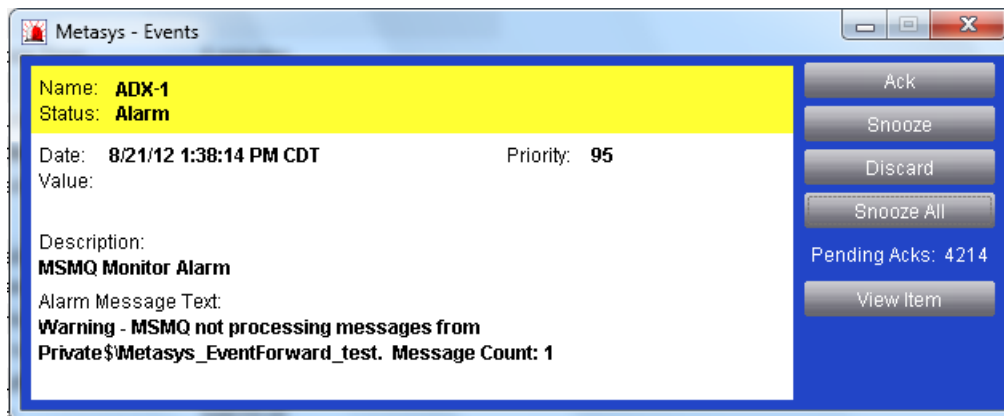 Metasys - Events
Name: ADX-1
Status: Alarm
Date: 8/21/12 1:38:14 PM CDT Priority: 95
Value:
Description:
MSMQ Monitor Alarm
Alarm Message Text:
Warning - MSMQ not processing messages from
Private$\Metasys_EventForward_test. Message Count: 1
Ack
Snooze
Discard
Snooze All
Pending Acks: 4214
View Item